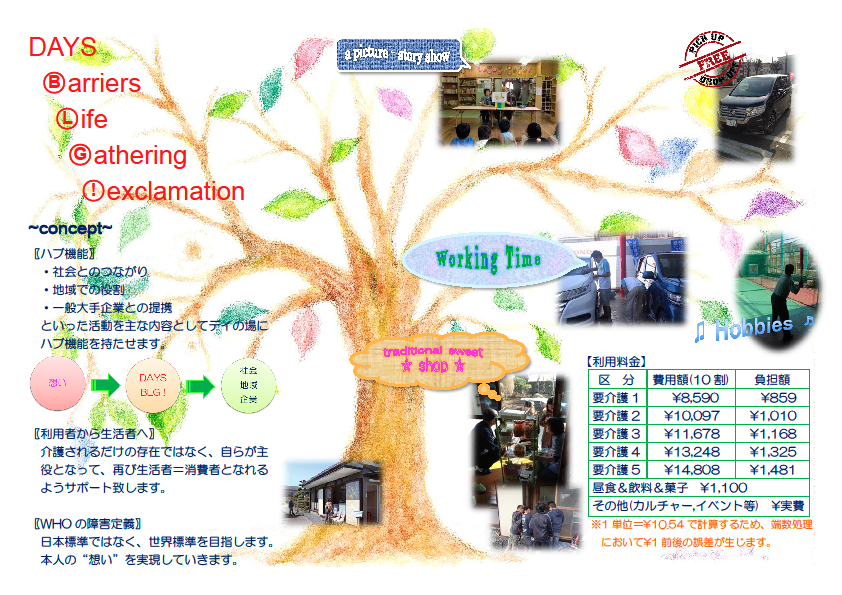 DAYS
Ⓑarriers
Ⓛife
Ⓖathering
!exclamation
a picture-story show
PICK UP
FREE
DROP OFF
~concept~
〖ハブ機能〗
・社会とのつながり
・地域での役割
・一般大手企業との提携
といった活動を主な内容としてデイの場に
ハブ機能を持たせます。
想い
DAYS
BLG!
社会
地域
企業
〖利用者から生活者へ〗
介護されるだけの存在ではなく、自らが主
役となって、再び生活者=消費者となれる
ようサポート致します。
〖WHOの障害定義〗
日本標準ではなく、世界標準を目指します。
本人の“想い”を実現していきます。
Working Time
traditional sweet
☆ shop ☆
♫ Hobbies ♫
【利用料金】
区 分 費用額(10割) 負担額
要介護1 ¥8,590 ¥859
要介護2 ¥10,097 ¥1,010
要介護3 ¥11,678 ¥1,168
要介護4 ¥13,248 ¥1,325
要介護5 ¥14,808 ¥1,481
昼食&飲料&菓子 ¥1,100
その他(カルチャー,イベント等) ¥実費
※1単位=¥10.54で計算するため、端数処理
において¥1前後の誤差が生じます。